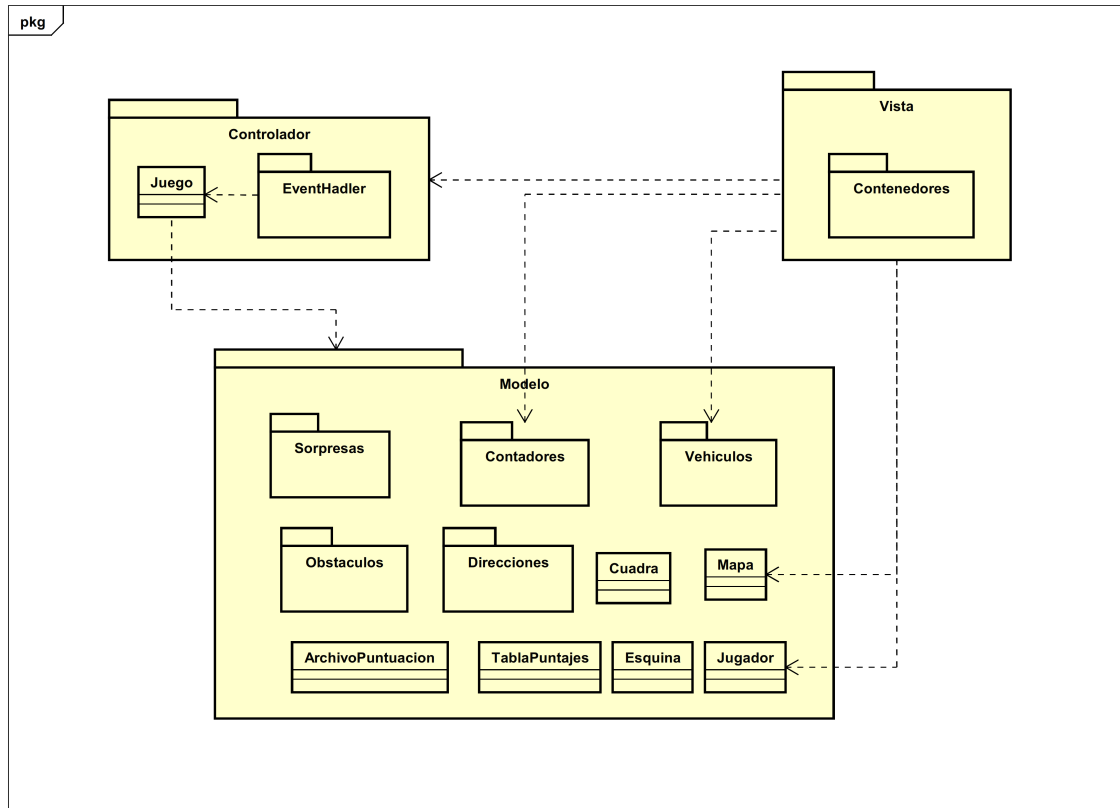 pkg
Vista
Controlador
Juego
EventHadler
Contenedores
Modelo
Sorpresas
Contadores
Vehiculos
Obstaculos
Direcciones
Cuadra
Mapa
ArchivoPuntuacion
TablaPuntajes
Esquina
Jugador